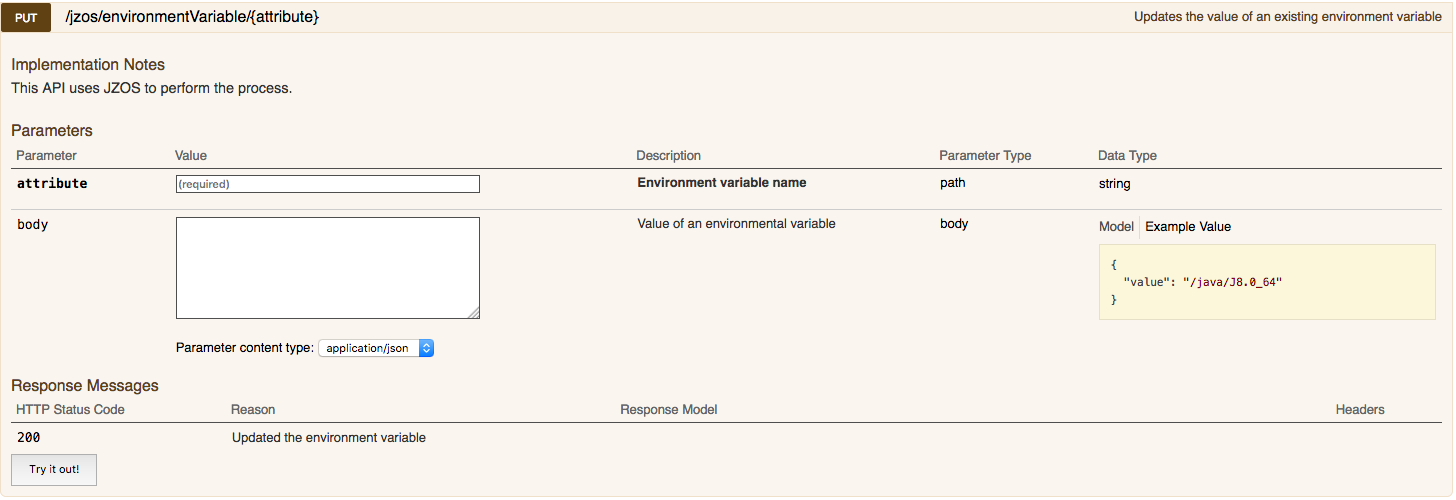 PUT /jzos/environmentVariable/{attribute} Updates the value of an existing environment variable
Implementation Notes
This API uses JZOS to perform the process.
Parameters
Parameter Value Description Parameter Type Data Type
attribute (required) Environment variable name path string
body Value of an environmental variable body Model Example Value
{
"value": "/java/J8.0_64"
}
Parameter content type: application/json
Response Messages
HTTP Status Code Reason Response Model Headers
200 Updated the environment variable
Try it out!